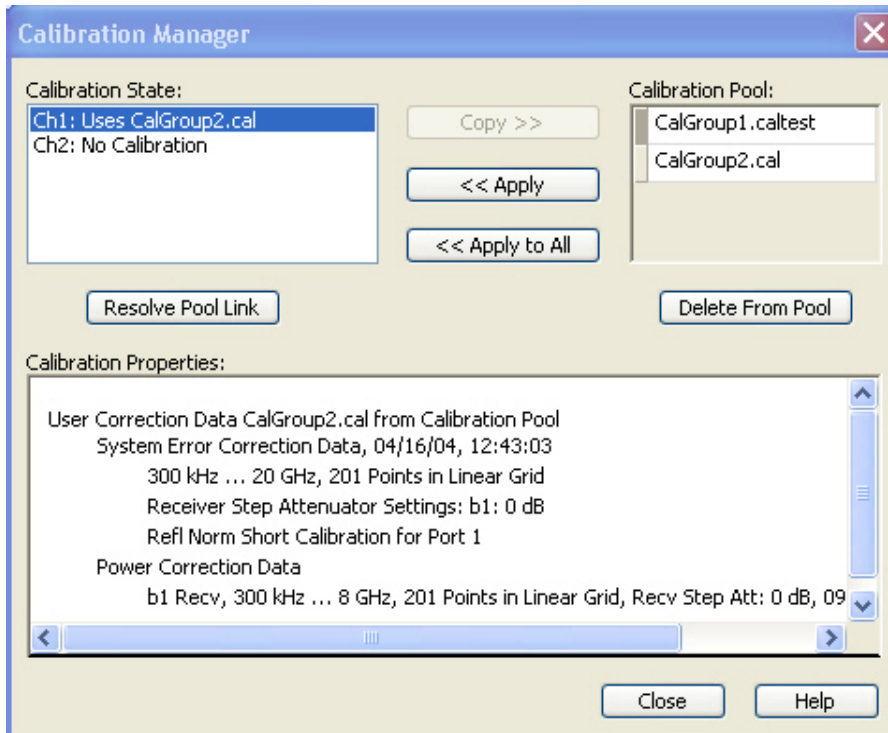 Calibration Manager
Calibration State:
Ch1: Uses CalGroup2.cal
Ch2: No Calibration
Copy >>
<< Apply
<< Apply to All
Calibration Pool:
CalGroup1.caltest
CalGroup2.cal
Resolve Pool Link
Delete From Pool
Calibration Properties:
User Correction Data CalGroup2.cal from Calibration Pool
System Error Correction Data, 04/16/04, 12:43:03
300 kHz ... 20 GHz, 201 Points in Linear Grid
Receiver Step Attenuator Settings: b1: 0 dB
Refl Norm Short Calibration for Port 1
Power Correction Data
b1 Recv, 300 kHz ... 8 GHz, 201 Points in Linear Grid, Recv Step Att: 0 dB, 09
Close
Help